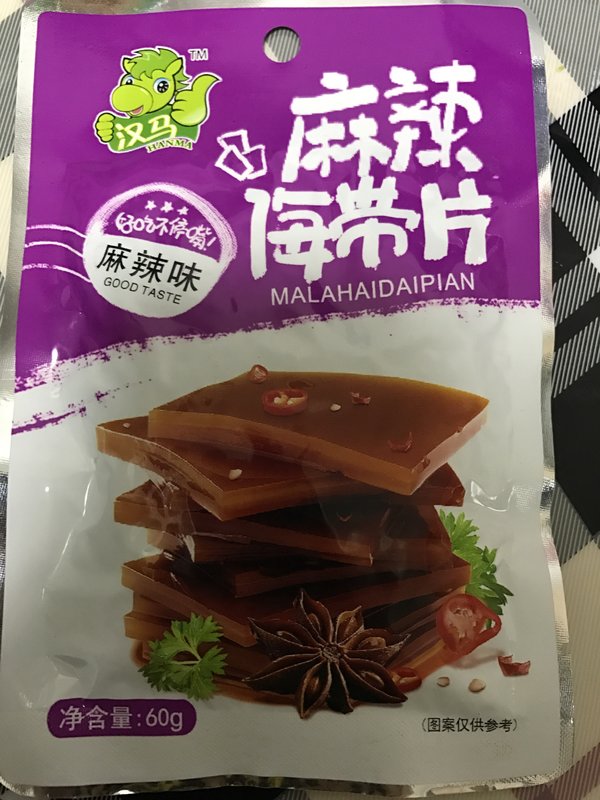 汉马
TM
HANMA
麻辣
海带片
MALAHAIDAIPIAN
好吃不停嘴!
麻辣味
GOOD TASTE
净含量:60g
(图案仅供参考)